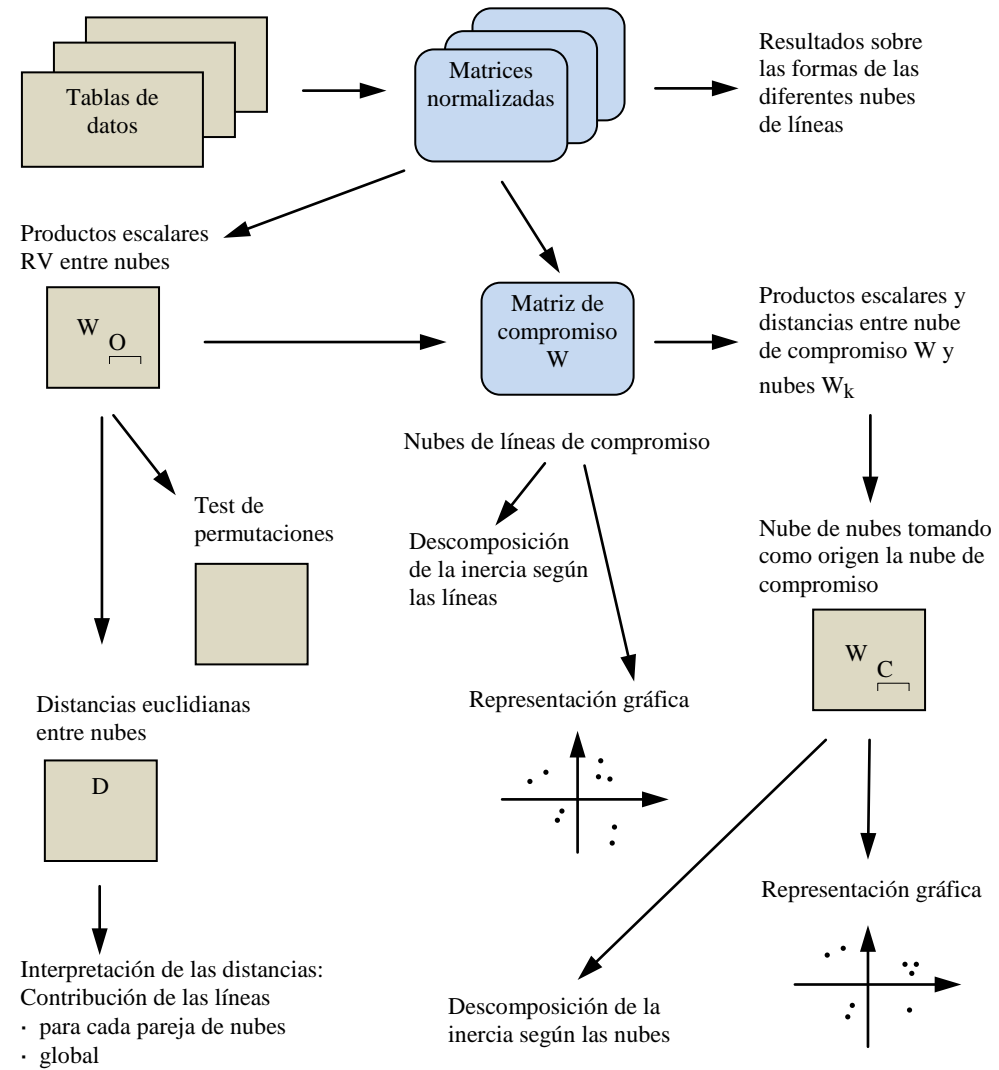 Tablas de
datos
Matrices
normalizadas
Resultados sobre
las formas de las
diferentes nubes
de líneas
Productos escalares
RV entre nubes
W O
Matriz de
compromiso
W
Productos escalares y
distancias entre nube
de compromiso W y
nubes Wk
Nubes de líneas de compromiso
Test de
permutaciones
Descomposición
de la inercia según
las líneas
Nube de nubes tomando
como origen la nube de
compromiso
W C
Distancias euclidianas
entre nubes
D
Representación gráfica
Representación gráfica
Interpretación de las distancias:
Contribución de las líneas
· para cada pareja de nubes
· global
Descomposición de la
inercia según las nubes